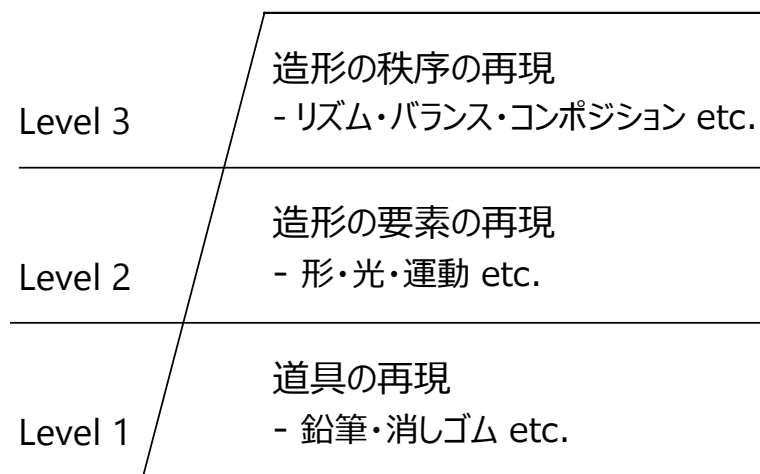 造形の秩序の再現
Level 3
- リズム・バランス・コンポジション etc.
造形の要素の再現
Level 2
- 形・光・運動 etc.
道具の再現
Level 1
- 鉛筆・消しゴム etc.